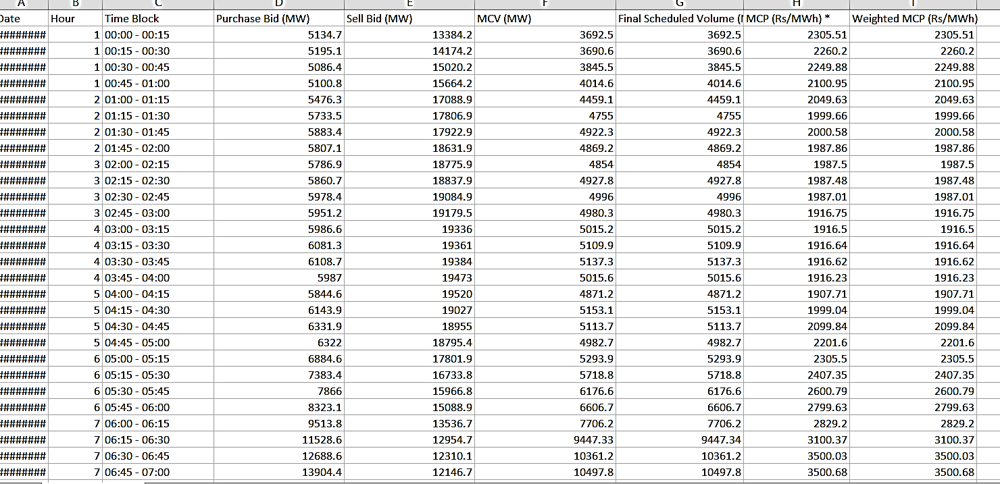 A B C D E F G H I
Date Hour Time Block Purchase Bid (MW) Sell Bid (MW) MCV (MW) Final Scheduled Volume (I MCP (Rs/MWh) * Weighted MCP (Rs/MWh)
######## 1 00:00 - 00:15 5134.7 13384.2 3692.5 3692.5 2305.51 2305.51
######## 1 00:15 - 00:30 5195.1 14174.2 3690.6 3690.6 2260.2 2260.2
######## 1 00:30 - 00:45 5086.4 15020.2 3845.5 3845.5 2249.88 2249.88
######## 1 00:45 - 01:00 5100.8 15664.2 4014.6 4014.6 2100.95 2100.95
######## 2 01:00 - 01:15 5476.3 17088.9 4459.1 4459.1 2049.63 2049.63
######## 2 01:15 - 01:30 5733.5 17806.9 4755 4755 1999.66 1999.66
######## 2 01:30 - 01:45 5883.4 17922.9 4922.3 4922.3 2000.58 2000.58
######## 2 01:45 - 02:00 5807.1 18631.9 4869.2 4869.2 1987.86 1987.86
######## 3 02:00 - 02:15 5786.9 18775.9 4854 4854 1987.5 1987.5
######## 3 02:15 - 02:30 5860.7 18837.9 4927.8 4927.8 1987.48 1987.48
######## 3 02:30 - 02:45 5978.4 19084.9 4996 4996 1987.01 1987.01
######## 3 02:45 - 03:00 5951.2 19179.5 4980.3 4980.3 1916.75 1916.75
######## 4 03:00 - 03:15 5986.6 19336 5015.2 5015.2 1916.5 1916.5
######## 4 03:15 - 03:30 6081.3 19361 5109.9 5109.9 1916.64 1916.64
######## 4 03:30 - 03:45 6108.7 19384 5137.3 5137.3 1916.62 1916.62
######## 4 03:45 - 04:00 5987 19473 5015.6 5015.6 1916.23 1916.23
######## 5 04:00 - 04:15 5844.6 19520 4871.2 4871.2 1907.71 1907.71
######## 5 04:15 - 04:30 6143.9 19027 5153.1 5153.1 1999.04 1999.04
######## 5 04:30 - 04:45 6331.9 18955 5113.7 5113.7 2099.84 2099.84
######## 5 04:45 - 05:00 6322 18795.4 4982.7 4982.7 2201.6 2201.6
######## 6 05:00 - 05:15 6884.6 17801.9 5293.9 5293.9 2305.5 2305.5
######## 6 05:15 - 05:30 7383.4 16733.8 5718.8 5718.8 2407.35 2407.35
######## 6 05:30 - 05:45 7866 15966.8 6176.6 6176.6 2600.79 2600.79
######## 6 05:45 - 06:00 8323.1 15088.9 6606.7 6606.7 2799.63 2799.63
######## 7 06:00 - 06:15 9513.8 13536.7 7706.2 7706.2 2829.2 2829.2
######## 7 06:15 - 06:30 11528.6 12954.7 9447.33 9447.34 3100.37 3100.37
######## 7 06:30 - 06:45 12688.6 12310.1 10361.2 10361.2 3500.03 3500.03
######## 7 06:45 - 07:00 13904.4 12146.7 10497.8 10497.8 3500.68 3500.68